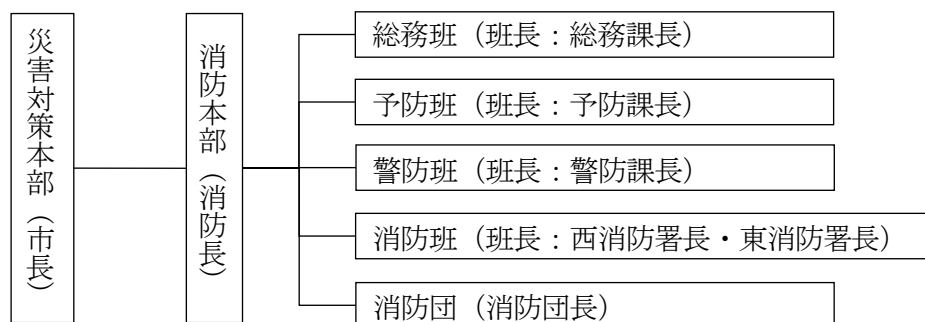 災害対策本部（市長）
消防本部（消防長）
総務班（班長：総務課長）
予防班（班長：予防課長）
警防班（班長：警防課長）
消防班（班長：西消防署長・東消防署長）
消防団（消防団長）